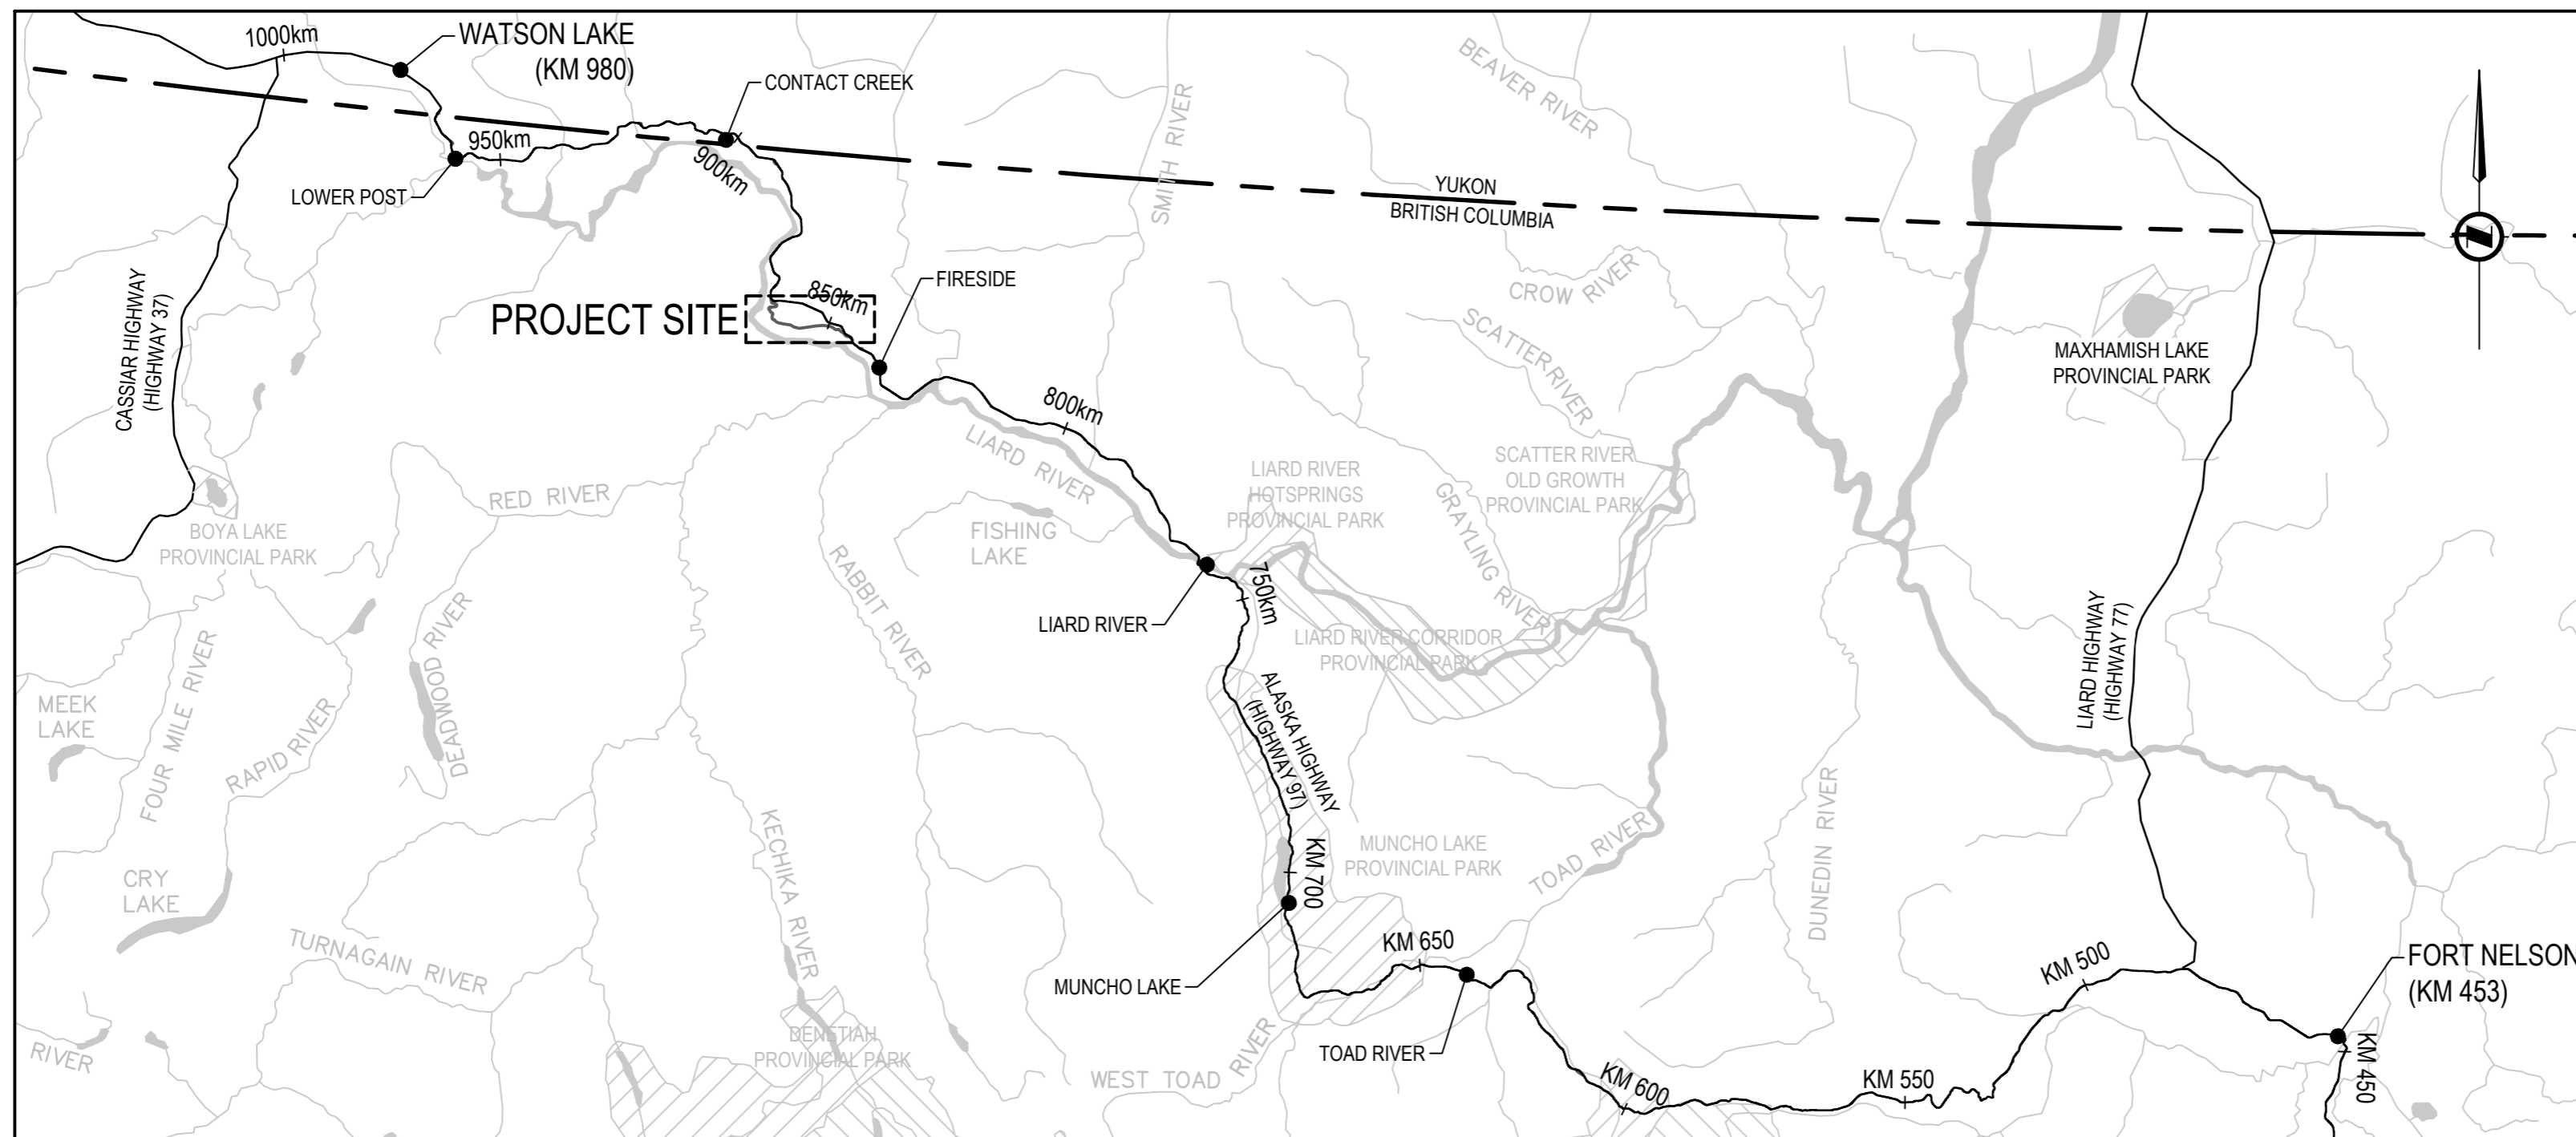 1000km
WATSON LAKE
(KM 980)
CONTACT CREEK
BEAVER RIVER
950km
900km
SMITH RIVER
LOWER POST
YUKON
BRITISH COLUMBIA
N
CASSIAR HIGHWAY
(HIGHWAY 37)
PROJECT SITE
850km
FIRESIDE
CROW RIVER
SCATTER RIVER
MAXHAMISH LAKE
PROVINCIAL PARK
800km
LIARD RIVER
RED RIVER
BOYA LAKE
PROVINCIAL PARK
FISHING
LAKE
LIARD RIVER
HOTSPRINGS
PROVINCIAL PARK
GRAYLING RIVER
SCATTER RIVER
OLD GROWTH
PROVINCIAL PARK
RABBIT RIVER
LIARD RIVER
750km
LIARD RIVER CORRIDOR
PROVINCIAL PARK
LIARD HIGHWAY
(HIGHWAY 77)
MEEK
LAKE
FOUR MILE RIVER
RAPID RIVER
DEADWOOD RIVER
ALASKA HIGHWAY
(HIGHWAY 97)
KECHIKA RIVER
KM 700
MUNCHO LAKE
PROVINCIAL PARK
TOAD RIVER
DUNEDIN RIVER
CRY
LAKE
TURNAGAIN RIVER
MUNCHO LAKE
KM 650
KM 500
FORT NELSON
(KM 453)
RIVER
DENETIAH
PROVINCIAL PARK
WEST TOAD RIVER
TOAD RIVER
KM 600
KM 550
KM 450